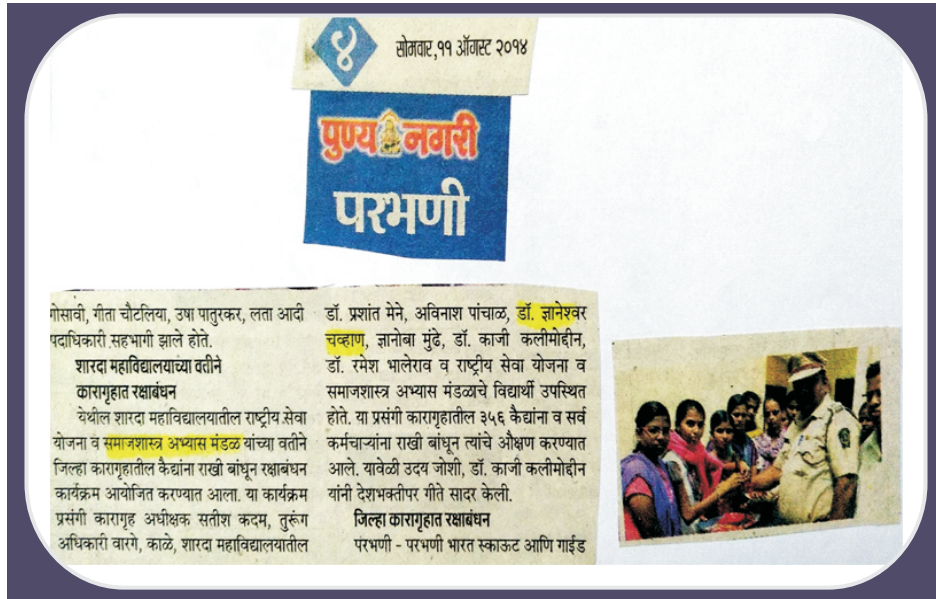 ४
सोमवार, ११ ऑगस्ट २०१४
पुण्य नगरी
परभणी
गोसावी, गीता चौटलिया, उषा पातुरकर, लता आदी
पदाधिकारी सहभागी झाले होते.
शारदा महाविद्यालयाच्या वतीने
कारागृहात रक्षाबंधन
येथील शारदा महाविद्यालयातील राष्ट्रीय सेवा
योजना व समाजशास्त्र अभ्यास मंडळ यांच्या वतीने
जिल्हा कारागृहातील कैद्यांना राखी बांधून रक्षाबंधन
कार्यक्रम आयोजित करण्यात आला. या कार्यक्रम
प्रसंगी कारागृह अधीक्षक सतीश कदम, तुरूंग
अधिकारी वारगे, काळे, शारदा महाविद्यालयातील
डॉ. प्रशांत मेने, अविनाश पांचाळ, डॉ. ज्ञानेश्वर
चव्हाण, ज्ञानोबा मुंढे, डॉ. काजी कलीमोद्दीन,
डॉ. रमेश भालेराव व राष्ट्रीय सेवा योजना व
समाजशास्त्र अभ्यास मंडळाचे विद्यार्थी उपस्थित
होते. या प्रसंगी कारागृहातील ३५६ कैद्यांना व सर्व
कर्मचाऱ्यांना राखी बांधून त्यांचे औक्षण करण्यात
आले. यावेळी उदय जोशी, डॉ. काजी कलीमोद्दीन
यांनी देशभक्तीपर गीते सादर केली.
जिल्हा कारागृहात रक्षाबंधन
परभणी - परभणी भारत स्काऊट आणि गाईड